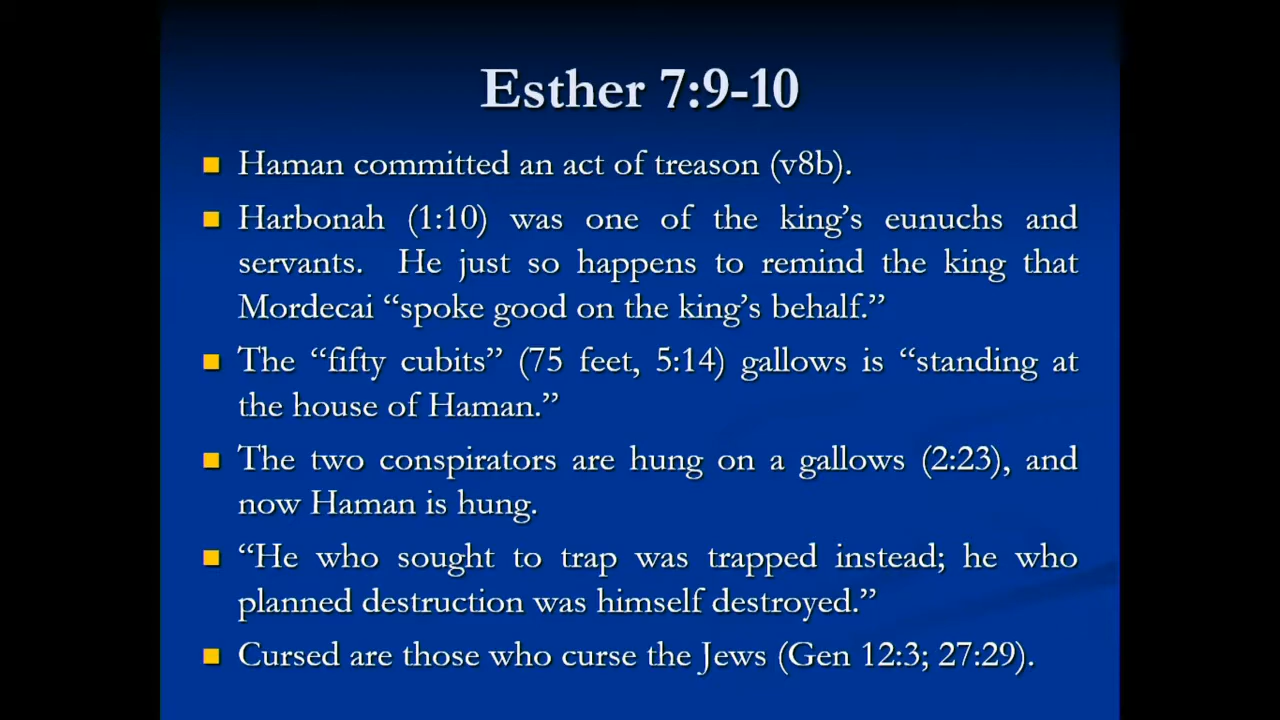 Esther 7:9-10
Haman committed an act of treason (v8b).
Harbonah (1:10) was one of the king’s eunuchs and
servants. He just so happens to remind the king that
Mordecai “spoke good on the king’s behalf.”
The “fifty cubits” (75 feet, 5:14) gallows is “standing at
the house of Haman.”
The two conspirators are hung on a gallows (2:23), and
now Haman is hung.
“He who sought to trap was trapped instead; he who
planned destruction was himself destroyed.”
Cursed are those who curse the Jews (Gen 12:3; 27:29).